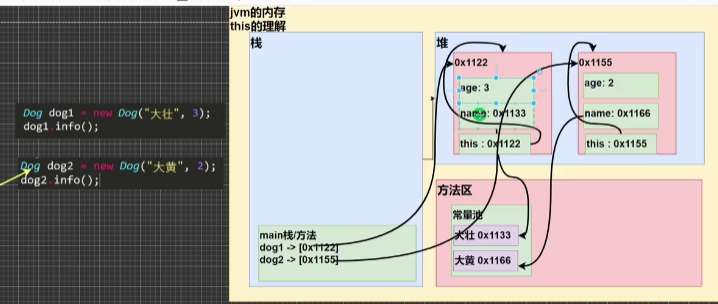 jvm的内存
this的理解
Dog dog1 = new Dog("大壮", 3);
dog1.info();
Dog dog2 = new Dog("大黄", 2);
dog2.info();
栈
main栈/方法
dog1 -> [0x1122]
dog2 -> [0x1155]
堆
0x1122
age: 3
name: 0x1133
this : 0x1122
0x1155
age: 2
name: 0x1166
this : 0x1155
方法区
常量池
大壮 0x1133
大黄 0x1166